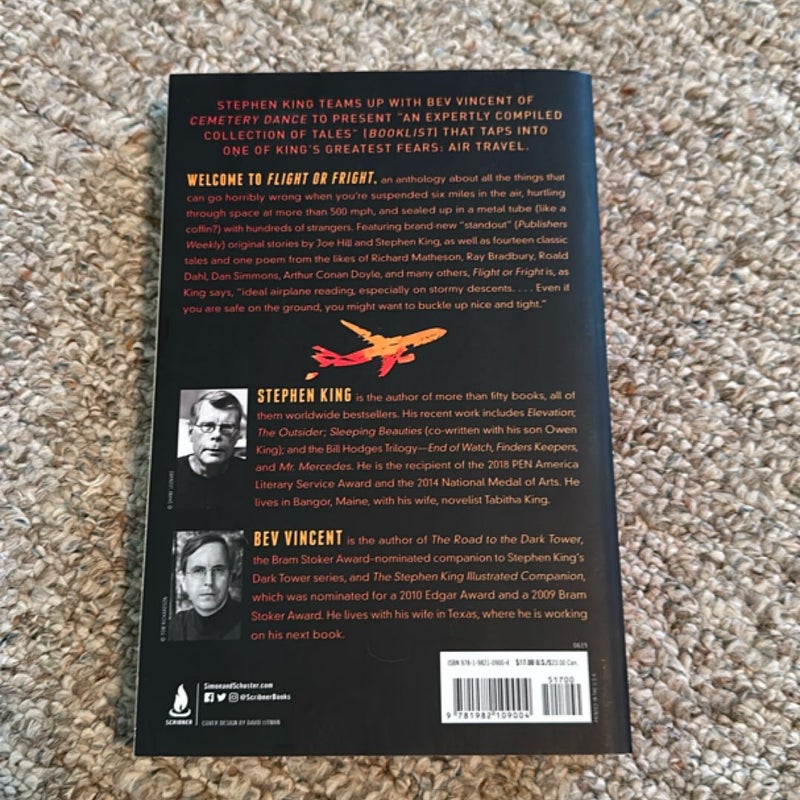 STEPHEN KING TEAMS UP WITH BEV VINCENT OF
CEMETERY DANCE TO PRESENT “AN EXPERTLY COMPILED
COLLECTION OF TALES” (BOOKLIST) THAT TAPS INTO
ONE OF KING’S GREATEST FEARS: AIR TRAVEL.
WELCOME TO FLIGHT OR FRIGHT, an anthology about all the things that
can go horribly wrong when you’re suspended six miles in the air, hurtling
through space at more than 500 mph, and sealed up in a metal tube (like a
coffin?) with hundreds of strangers. Featuring brand-new “standout” (Publishers
Weekly) original stories by Joe Hill and Stephen King, as well as fourteen classic
tales and one poem from the likes of Richard Matheson, Ray Bradbury, Roald
Dahl, Dan Simmons, Arthur Conan Doyle, and many others, Flight or Fright is, as
King says, “ideal airplane reading, especially on stormy descents. . . . Even if
you are safe on the ground, you might want to buckle up nice and tight.”
STEPHEN KING is the author of more than fifty books, all of
them worldwide bestsellers. His recent work includes Elevation;
The Outsider; Sleeping Beauties (co-written with his son Owen
King); and the Bill Hodges Trilogy—End of Watch, Finders Keepers,
and Mr. Mercedes. He is the recipient of the 2018 PEN America
Literary Service Award and the 2014 National Medal of Arts. He
lives in Bangor, Maine, with his wife, novelist Tabitha King.
© SHANE LEONARD
BEV VINCENT is the author of The Road to the Dark Tower,
the Bram Stoker Award–nominated companion to Stephen King’s
Dark Tower series, and The Stephen King Illustrated Companion,
which was nominated for a 2010 Edgar Award and a 2009 Bram
Stoker Award. He lives with his wife in Texas, where he is working
on his next book.
© TIM RICHARDSON
0619
ISBN 978-1-9821-0900-4 $17.00 U.S./$23.00 Can.
51700
9 781982 109004
PRINTED IN THE U.S.A.
SCRIBNER
SimonandSchuster.com
@ScribnerBooks
COVER DESIGN BY DAVID LITMAN